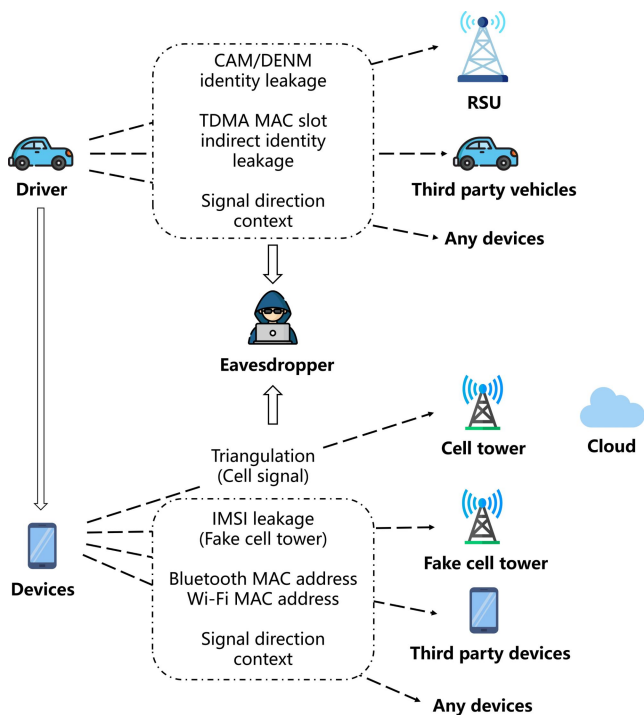 CAM/DENM
identity leakage
RSU
TDMA MAC slot
indirect identity
leakage
Driver
Third party vehicles
Signal direction
context
Any devices
Eavesdropper
Triangulation
(Cell signal)
Cell tower
Cloud
IMSI leakage
(Fake cell tower)
Fake cell tower
Devices
Bluetooth MAC address
Wi-Fi MAC address
Signal direction
context
Third party devices
Any devices